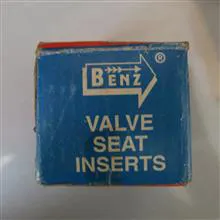 BENZ ®
VALVE
SEAT
INSERTS